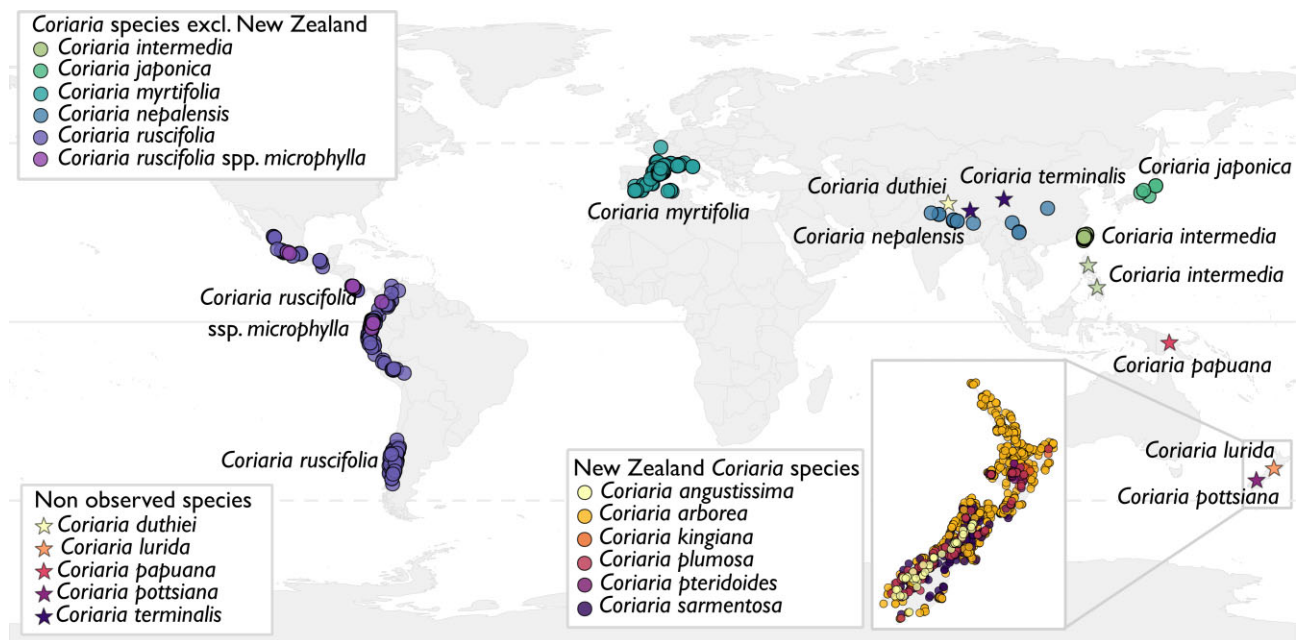 Coriaria species excl. New Zealand
Coriaria intermedia
Coriaria japonica
Coriaria myrtifolia
Coriaria nepalensis
Coriaria ruscifolia
Coriaria ruscifolia spp. microphylla
Coriaria myrtifolia
Coriaria duthiei
Coriaria terminalis
Coriaria japonica
Coriaria nepalensis
Coriaria intermedia
Coriaria intermedia
Coriaria ruscifolia
ssp. microphylla
Coriaria papuana
Coriaria ruscifolia
Coriaria lurida
Coriaria pottsiana
Non observed species
Coriaria duthiei
Coriaria lurida
Coriaria papuana
Coriaria pottsiana
Coriaria terminalis
New Zealand Coriaria species
Coriaria angustissima
Coriaria arborea
Coriaria kingiana
Coriaria plumosa
Coriaria pteridoides
Coriaria sarmentosa